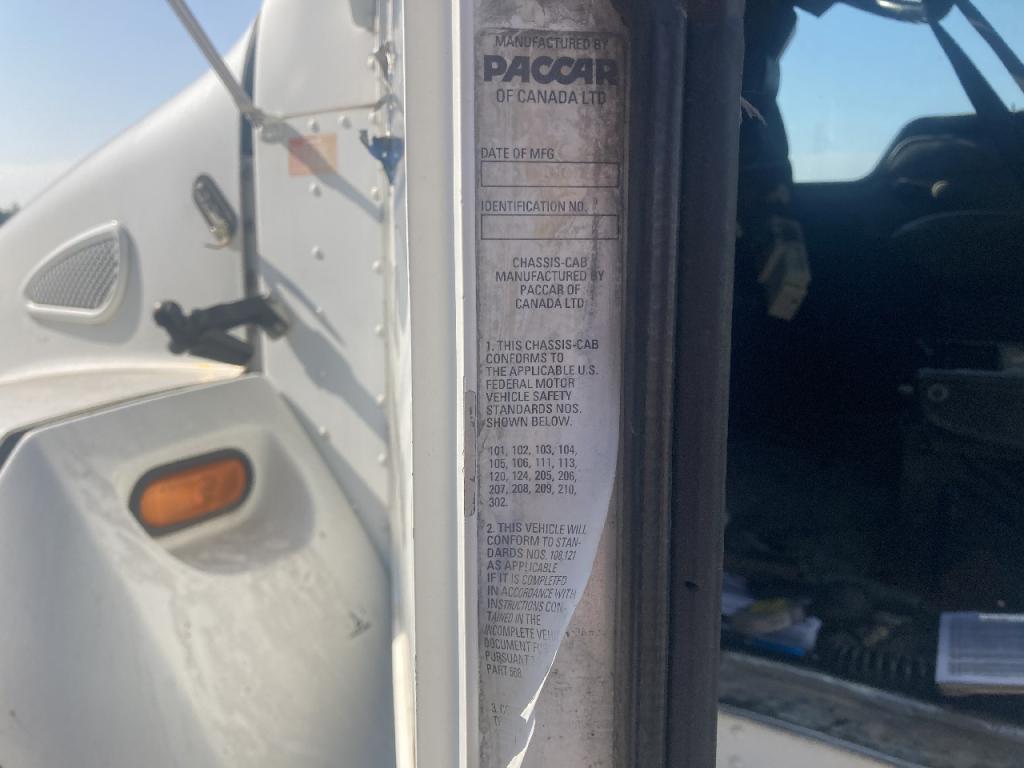 MANUFACTURED BY
PACCAR
OF CANADA LTD
DATE OF MFG
IDENTIFICATION NO.
CHASSIS-CAB
MANUFACTURED BY
PACCAR OF
CANADA LTD
1. THIS CHASSIS-CAB
CONFORMS TO
THE APPLICABLE U.S.
FEDERAL MOTOR
VEHICLE SAFETY
STANDARDS NOS.
SHOWN BELOW.
101, 102, 103, 104,
105, 106, 111, 113,
120, 124, 205, 206,
207, 208, 209, 210,
302.
2. THIS VEHICLE WILL
CONFORM TO STAN-
DARDS NOS. 108,121
AS APPLICABLE
IF IT IS COMPLETED
IN ACCORDANCE WITH
INSTRUCTIONS CON-
TAINED IN THE
INCOMPLETE
DOCUMENT
PURSUANT
PART 568.
3.